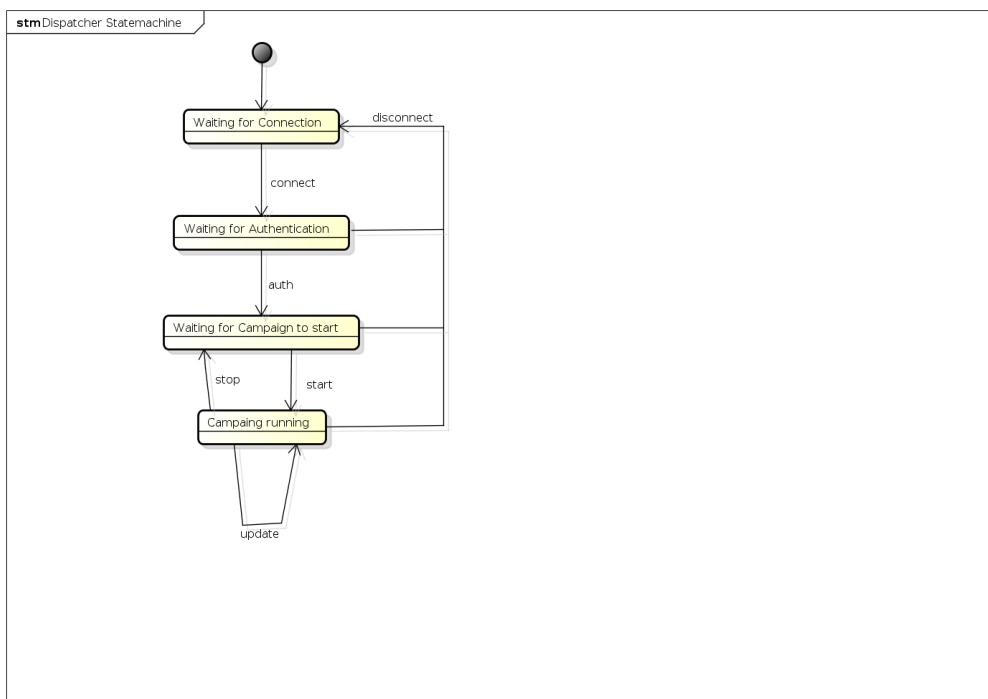 stm Dispatcher Statemachine
Waiting for Connection
disconnect
connect
Waiting for Authentication
auth
Waiting for Campaign to start
stop
start
Campaing running
update